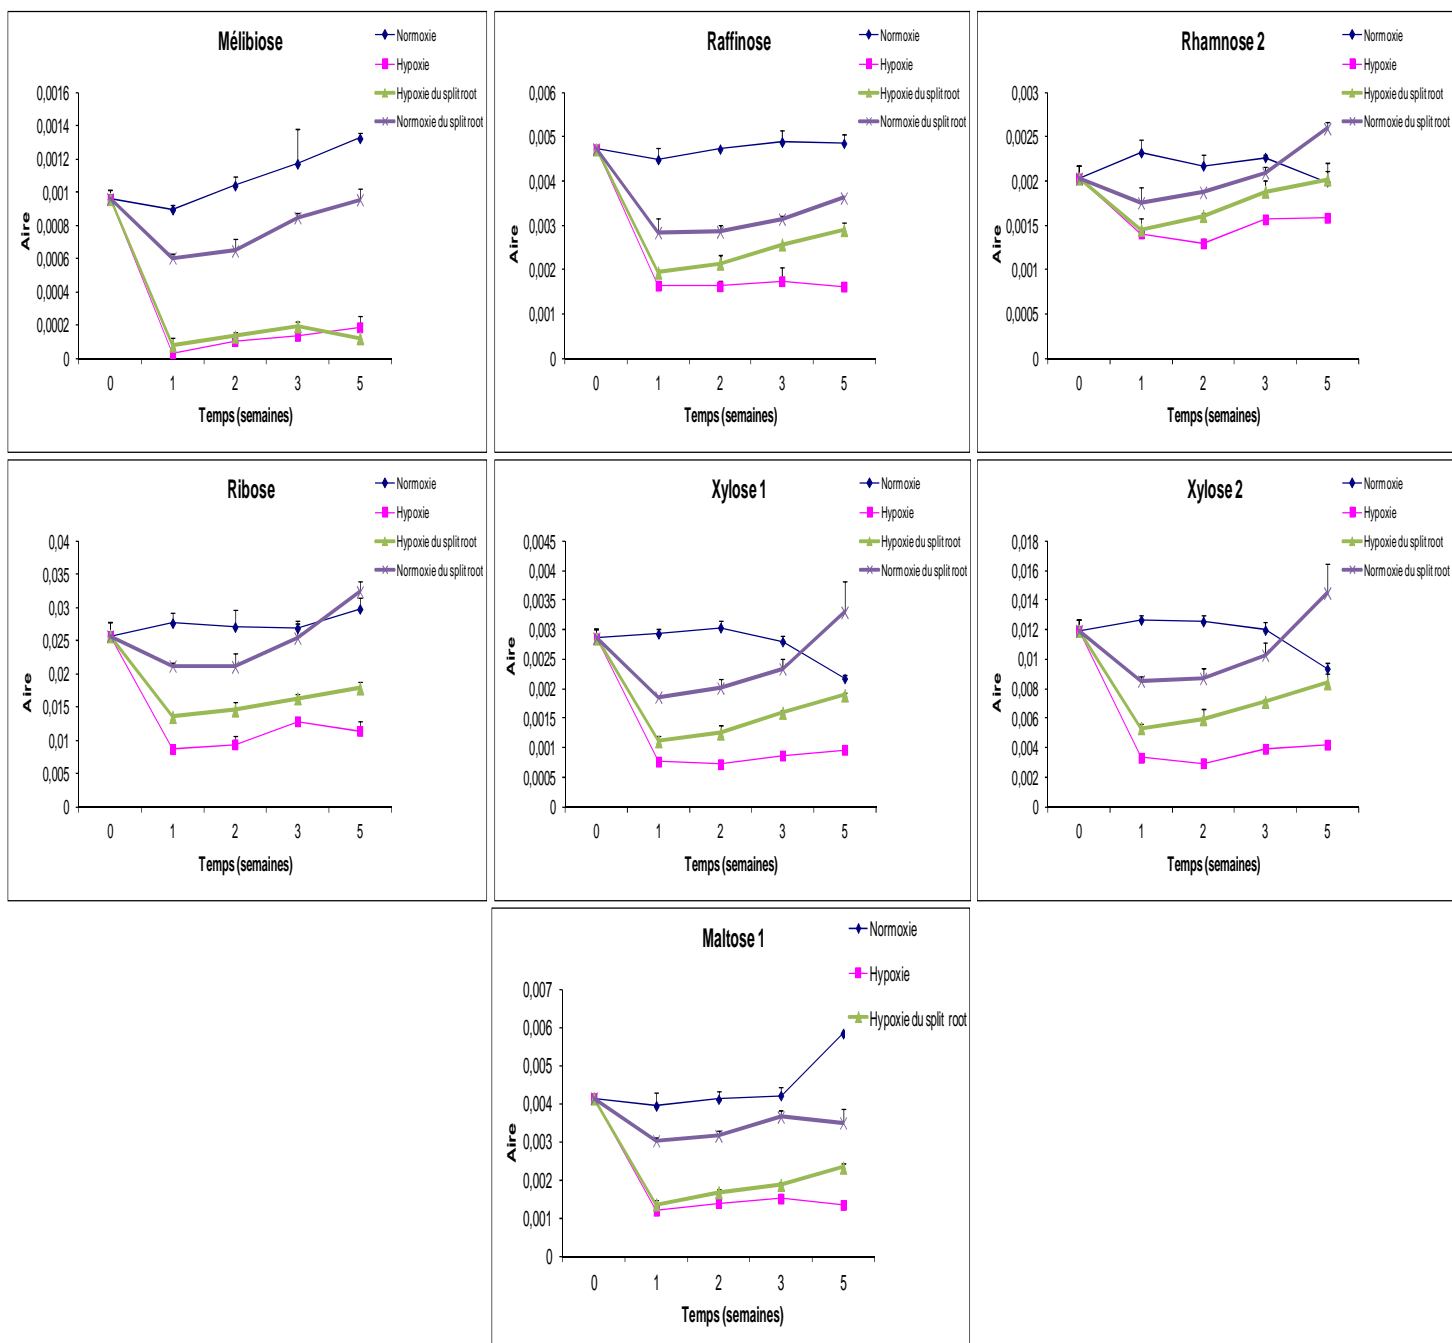 Mélibiose
Normoxie
Hypoxie
Hypoxie du split root
Normoxie du split root
0,0016
0,0014
0,0012
0,001
0,0008
0,0006
0,0004
0,0002
0
Aire
0 1 2 3 5
Temps (semaines)
Raffinose
Normoxie
Hypoxie
Hypoxie du split root
Normoxie du split root
0,006
0,005
0,004
0,003
0,002
0,001
0
Aire
0 1 2 3 5
Temps (semaines)
Rhamnose 2
Normoxie
Hypoxie
Hypoxie du split root
Normoxie du split root
0,003
0,0025
0,002
0,0015
0,001
0,0005
0
Aire
0 1 2 3 5
Temps (semaines)
Ribose
Normoxie
Hypoxie
Hypoxie du split root
Normoxie du split root
0,04
0,035
0,03
0,025
0,02
0,015
0,01
0,005
0
Aire
0 1 2 3 5
Temps (semaines)
Xylose 1
Normoxie
Hypoxie
Hypoxie du split root
Normoxie du split root
0,0045
0,004
0,0035
0,003
0,0025
0,002
0,0015
0,001
0,0005
0
Aire
0 1 2 3 5
Temps (semaines)
Xylose 2
Normoxie
Hypoxie
Hypoxie du split root
Normoxie du split root
0,018
0,016
0,014
0,012
0,010
0,008
0,006
0,004
0,002
0
Aire
0 1 2 3 5
Temps (semaines)
Maltose 1
Normoxie
Hypoxie
Hypoxie du split root
0,007
0,006
0,005
0,004
0,003
0,002
0,001
0
Aire
0 1 2 3 5
Temps (semaines)